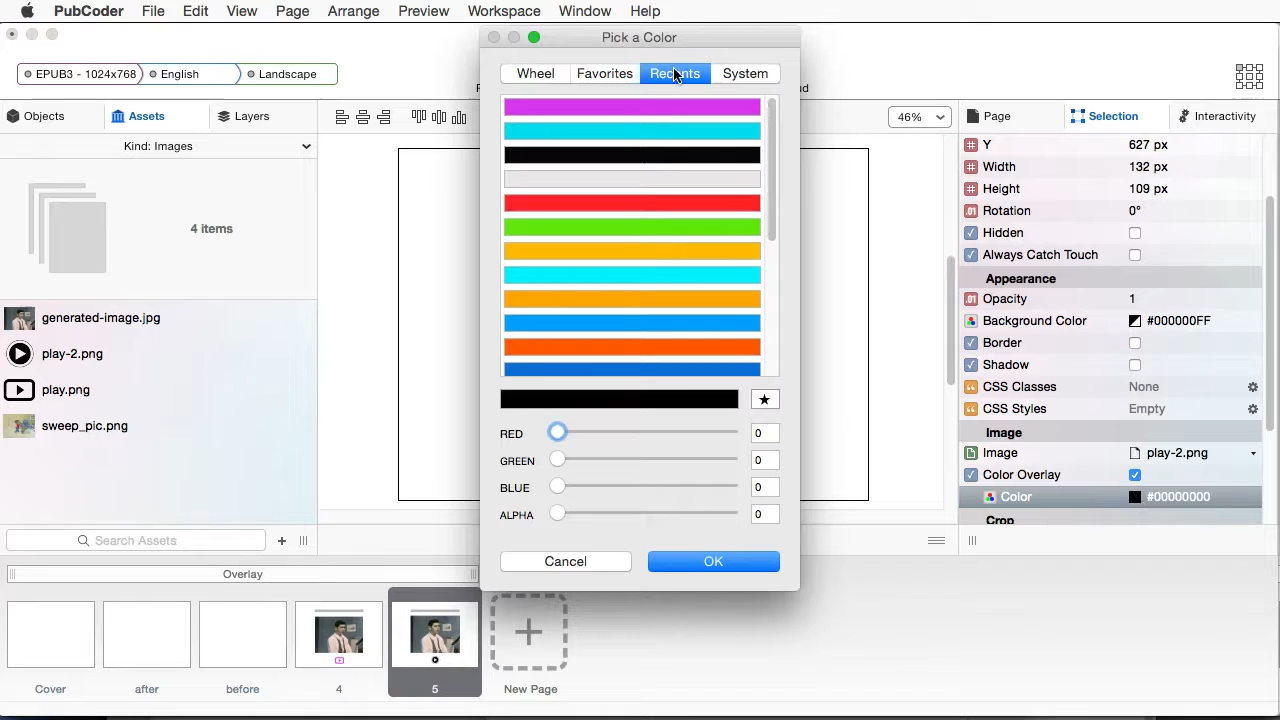 PubCoder File Edit View Page Arrange Preview Workspace Window Help
Pick a Color
EPUB3 - 1024x768 English Landscape
Wheel Favorites Recents System
Objects Assets Layers
46%
Page Selection Interactivity
Kind: Images
4 items
generated-image.jpg
play-2.png
play.png
sweep_pic.png
Search Assets
Y 627 px
Width 132 px
Height 109 px
Rotation 0°
Hidden
Always Catch Touch
Appearance
Opacity 1
Background Color #000000FF
Border
Shadow
CSS Classes None
CSS Styles Empty
Image
Image play-2.png
Color Overlay
Color #00000000
Crop
RED 0
GREEN 0
BLUE 0
ALPHA 0
Cancel OK
Overlay
Cover after before 4 5 New Page